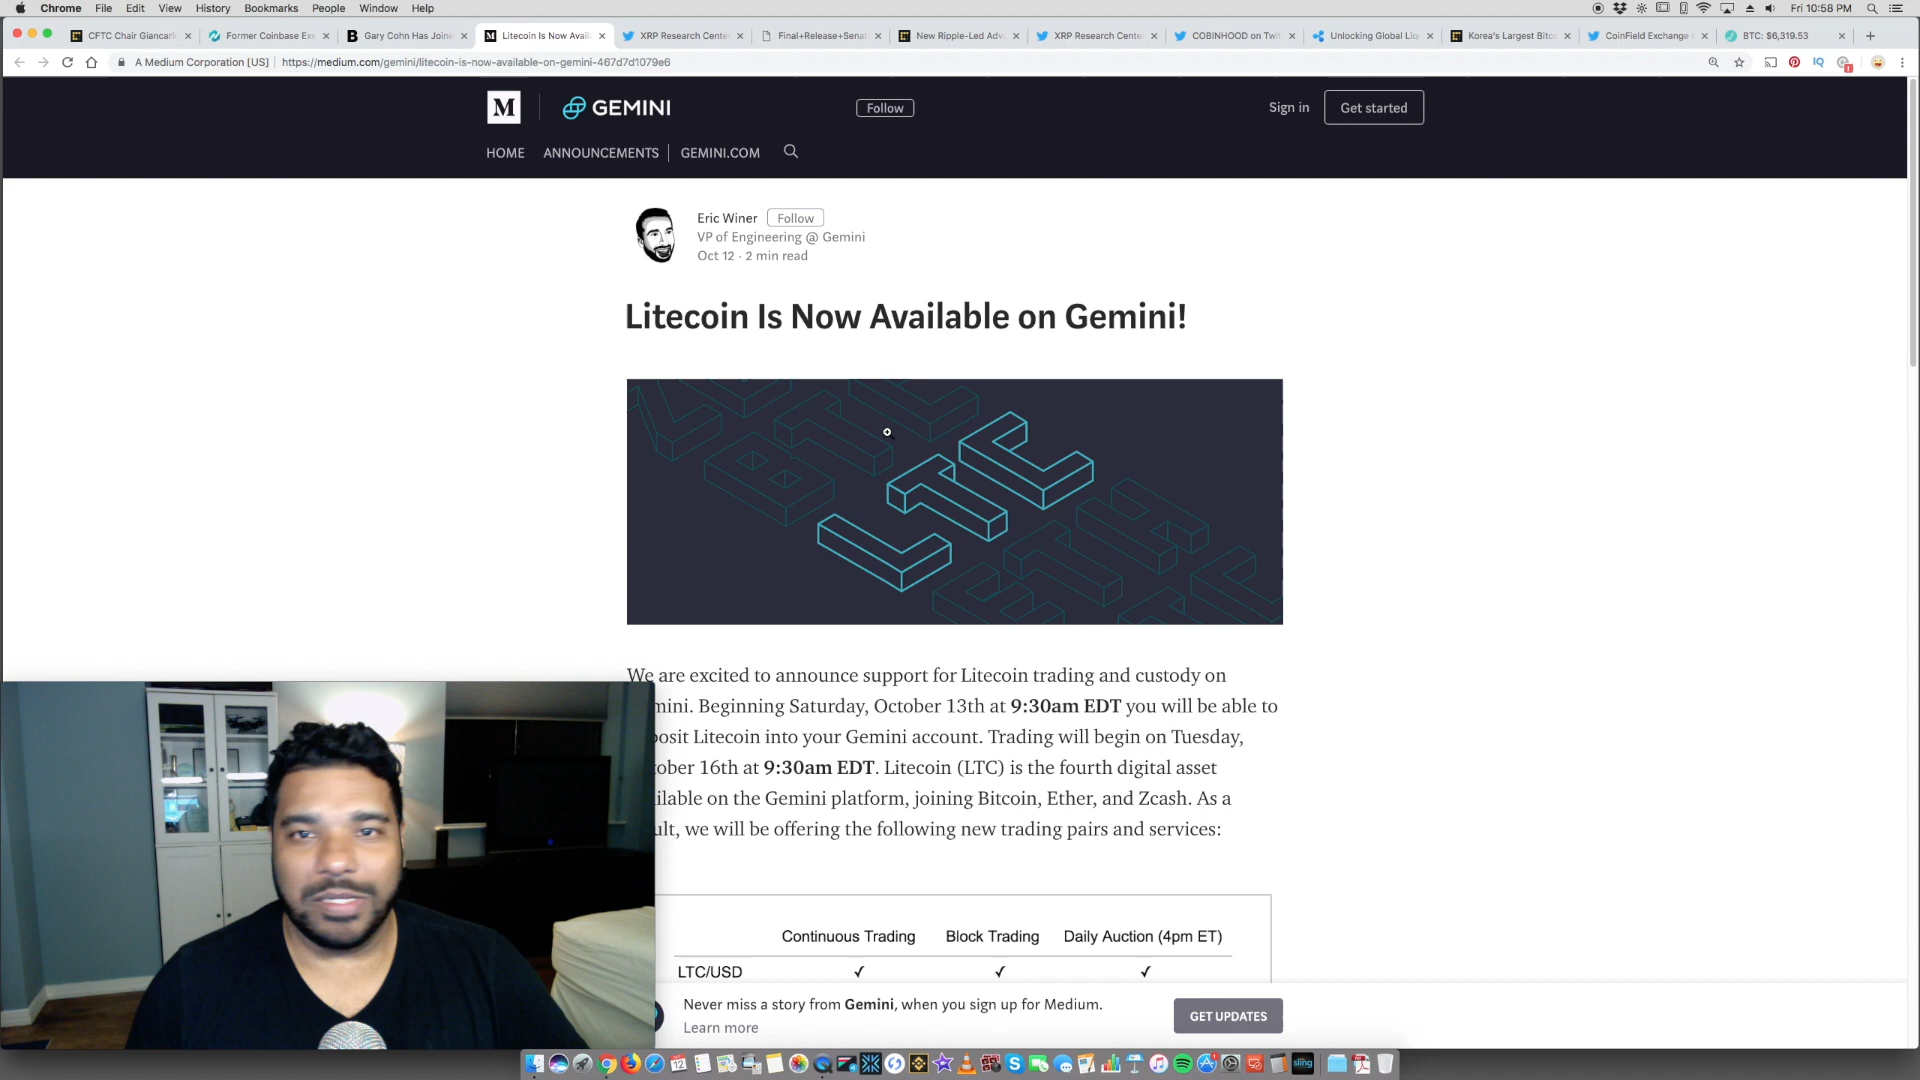 Chrome File Edit View History Bookmarks People Window Help Fri 10:58 PM
CFTC Chair Giancarlo Former Coinbase Exe Gary Cohn Has Joine Litecoin Is Now Avail XRP Research Cente Final+Release+Senat New Ripple-Led Advo XRP Research Cente COBINHOOD on Twit Unlocking Global Liq Korea's Largest Bitco CoinField Exchange BTC: $6,319.53
A Medium Corporation [US] https://medium.com/gemini/litecoin-is-now-available-on-gemini-467d7d1079e6
M GEMINI Follow Sign in Get started
HOME ANNOUNCEMENTS GEMINI.COM
Eric Winer Follow
VP of Engineering @ Gemini
Oct 12 · 2 min read
Litecoin Is Now Available on Gemini!
LTC
We are excited to announce support for Litecoin trading and custody on
mini. Beginning Saturday, October 13th at 9:30am EDT you will be able to
posit Litecoin into your Gemini account. Trading will begin on Tuesday,
tober 16th at 9:30am EDT. Litecoin (LTC) is the fourth digital asset
ilable on the Gemini platform, joining Bitcoin, Ether, and Zcash. As a
ult, we will be offering the following new trading pairs and services:
Continuous Trading Block Trading Daily Auction (4pm ET)
LTC/USD ✓ ✓ ✓
Never miss a story from Gemini, when you sign up for Medium.
Learn more
GET UPDATES
sling